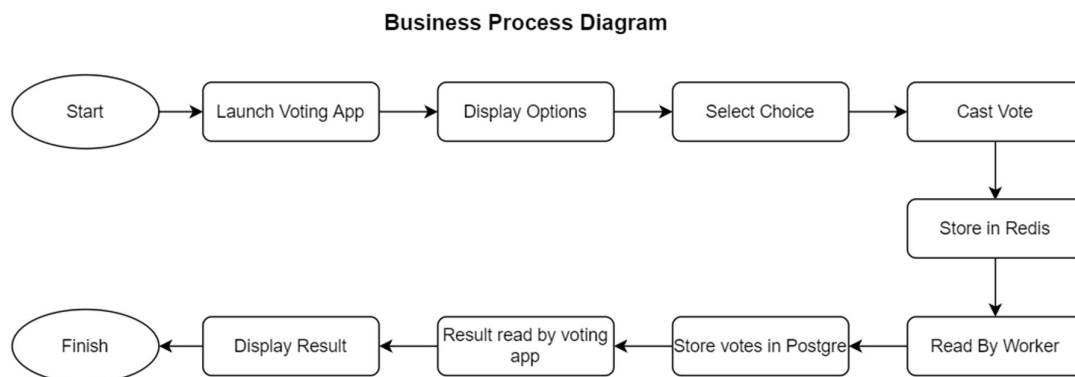 Business Process Diagram
Start
Launch Voting App
Display Options
Select Choice
Cast Vote
Store in Redis
Finish
Display Result
Result read by voting
app
Store votes in Postgre
Read By Worker